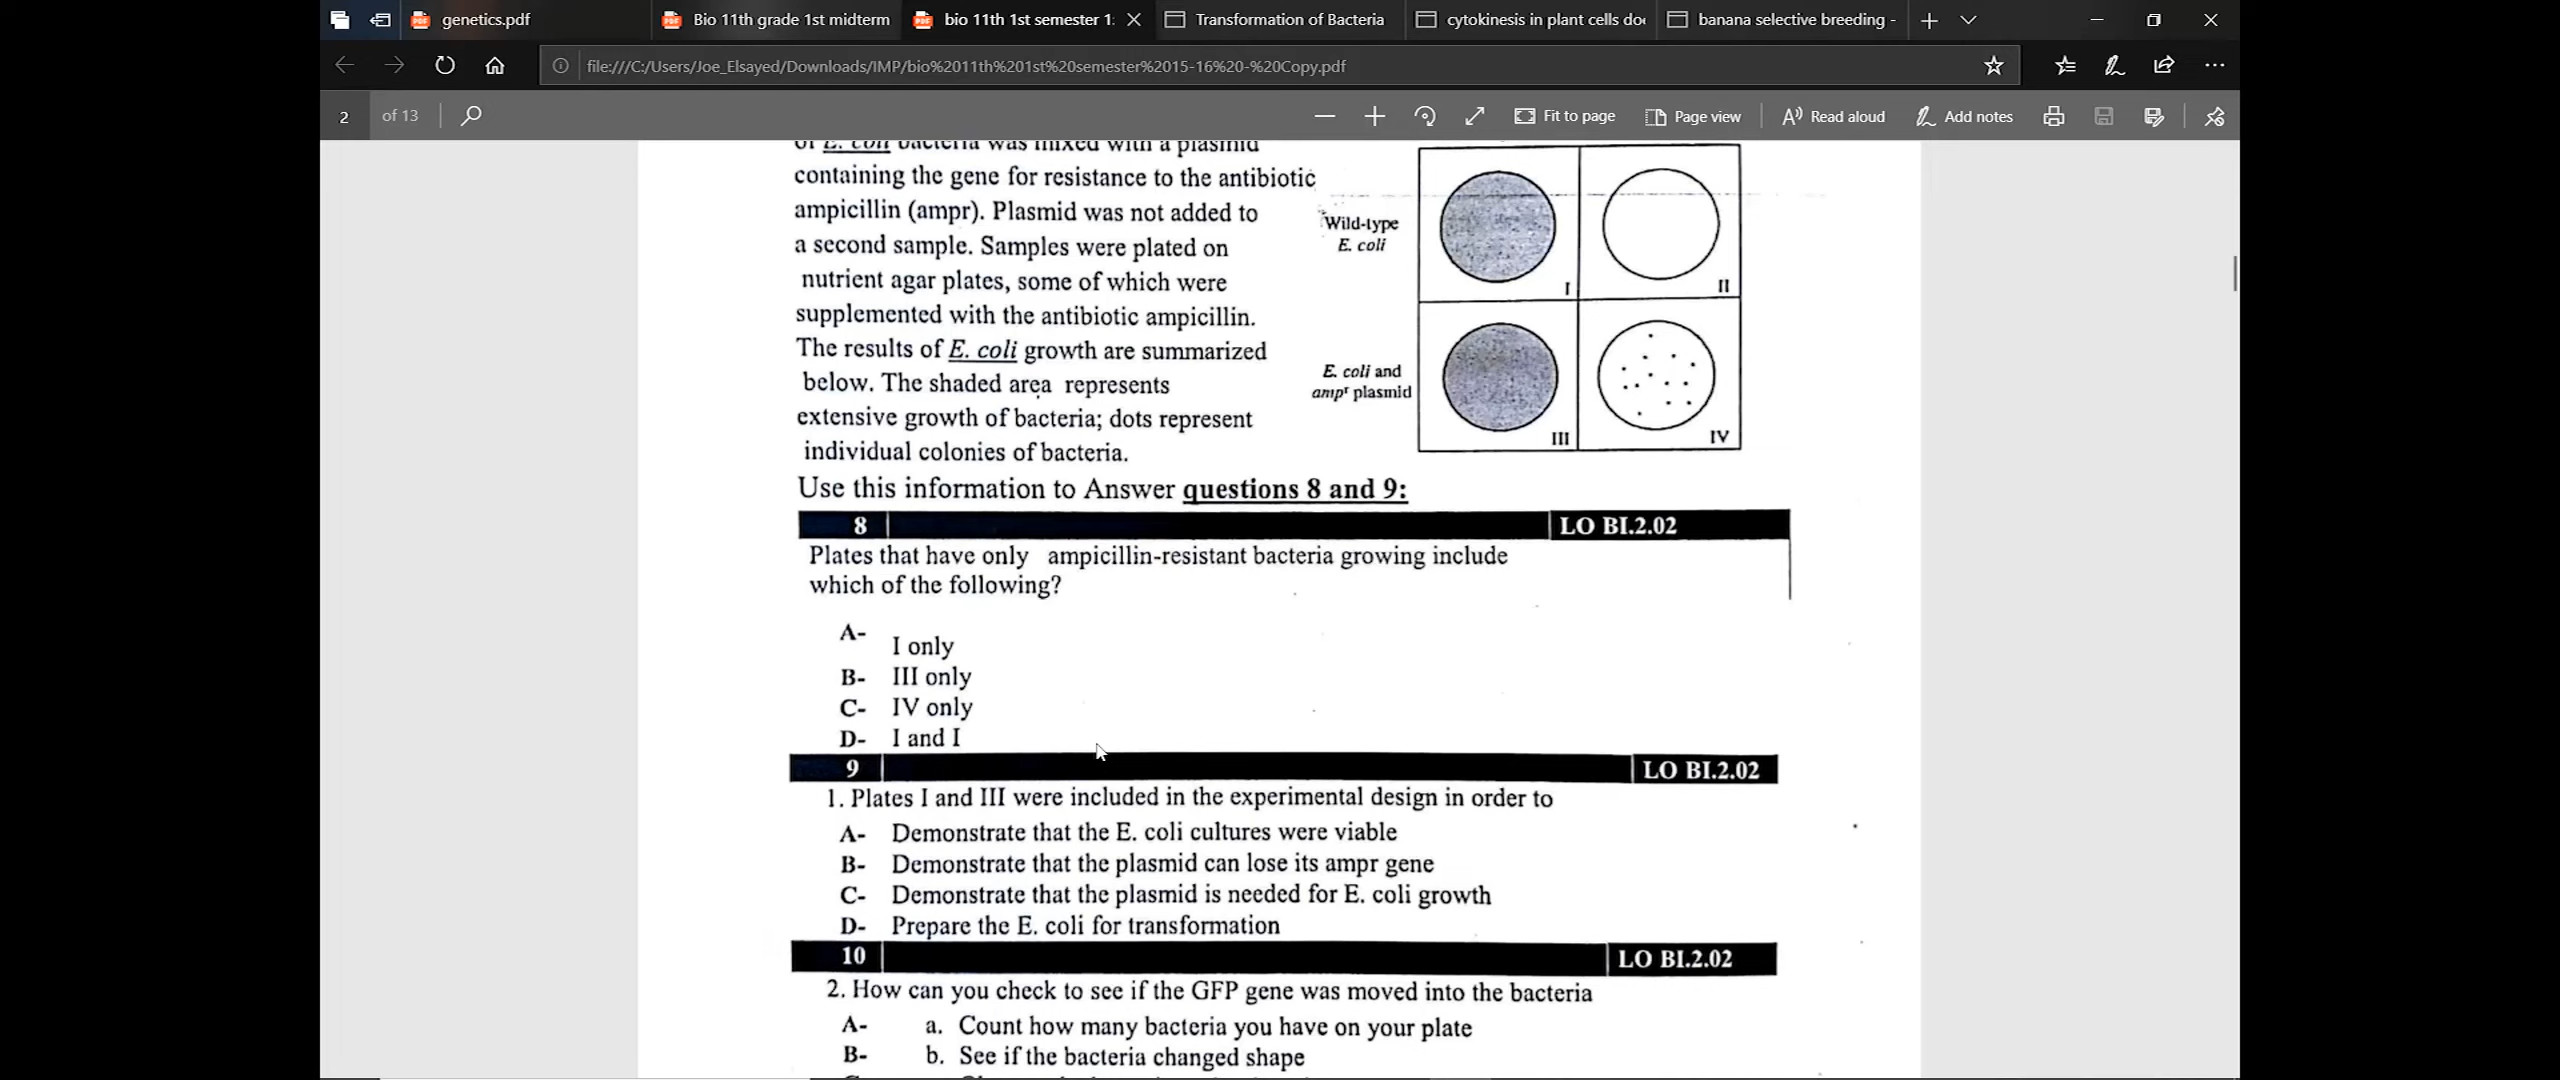 genetics.pdf
Bio 11th grade 1st midterm
bio 11th 1st semester 1
Transformation of Bacteria
cytokinesis in plant cells do
banana selective breeding -
file:///C:/Users/Joe_Elsayed/Downloads/IMP/bio%2011th%201st%20semester%2015-16%20-%20Copy.pdf
2 of 13
Fit to page
Page view
Read aloud
Add notes
of E. coli bacteria was mixed with a plasmid
containing the gene for resistance to the antibiotic
ampicillin (ampr). Plasmid was not added to
a second sample. Samples were plated on
nutrient agar plates, some of which were
supplemented with the antibiotic ampicillin.
The results of E. coli growth are summarized
below. The shaded area represents
extensive growth of bacteria; dots represent
individual colonies of bacteria.
Wild-type
E. coli
I
II
E. coli and
ampʳ plasmid
III
IV
Use this information to Answer questions 8 and 9:
8 LO BI.2.02
Plates that have only ampicillin-resistant bacteria growing include
which of the following?
A- I only
B- III only
C- IV only
D- I and I
9 LO BI.2.02
1. Plates I and III were included in the experimental design in order to
A- Demonstrate that the E. coli cultures were viable
B- Demonstrate that the plasmid can lose its ampr gene
C- Demonstrate that the plasmid is needed for E. coli growth
D- Prepare the E. coli for transformation
10 LO BI.2.02
2. How can you check to see if the GFP gene was moved into the bacteria
A- a. Count how many bacteria you have on your plate
B- b. See if the bacteria changed shape